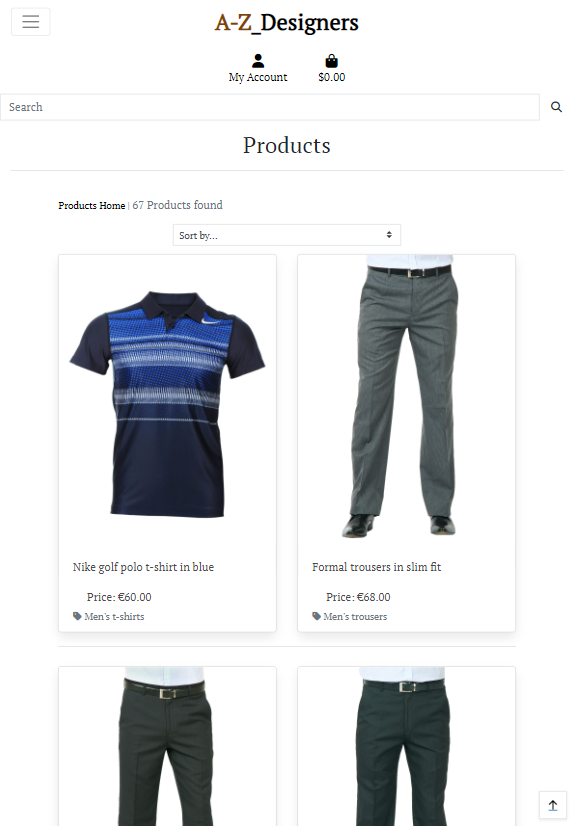 A-Z_Designers
My Account
$0.00
Search
Products
Products Home | 67 Products found
Sort by...
Nike golf polo t-shirt in blue
Price: €60.00
Men's t-shirts
Formal trousers in slim fit
Price: €68.00
Men's trousers